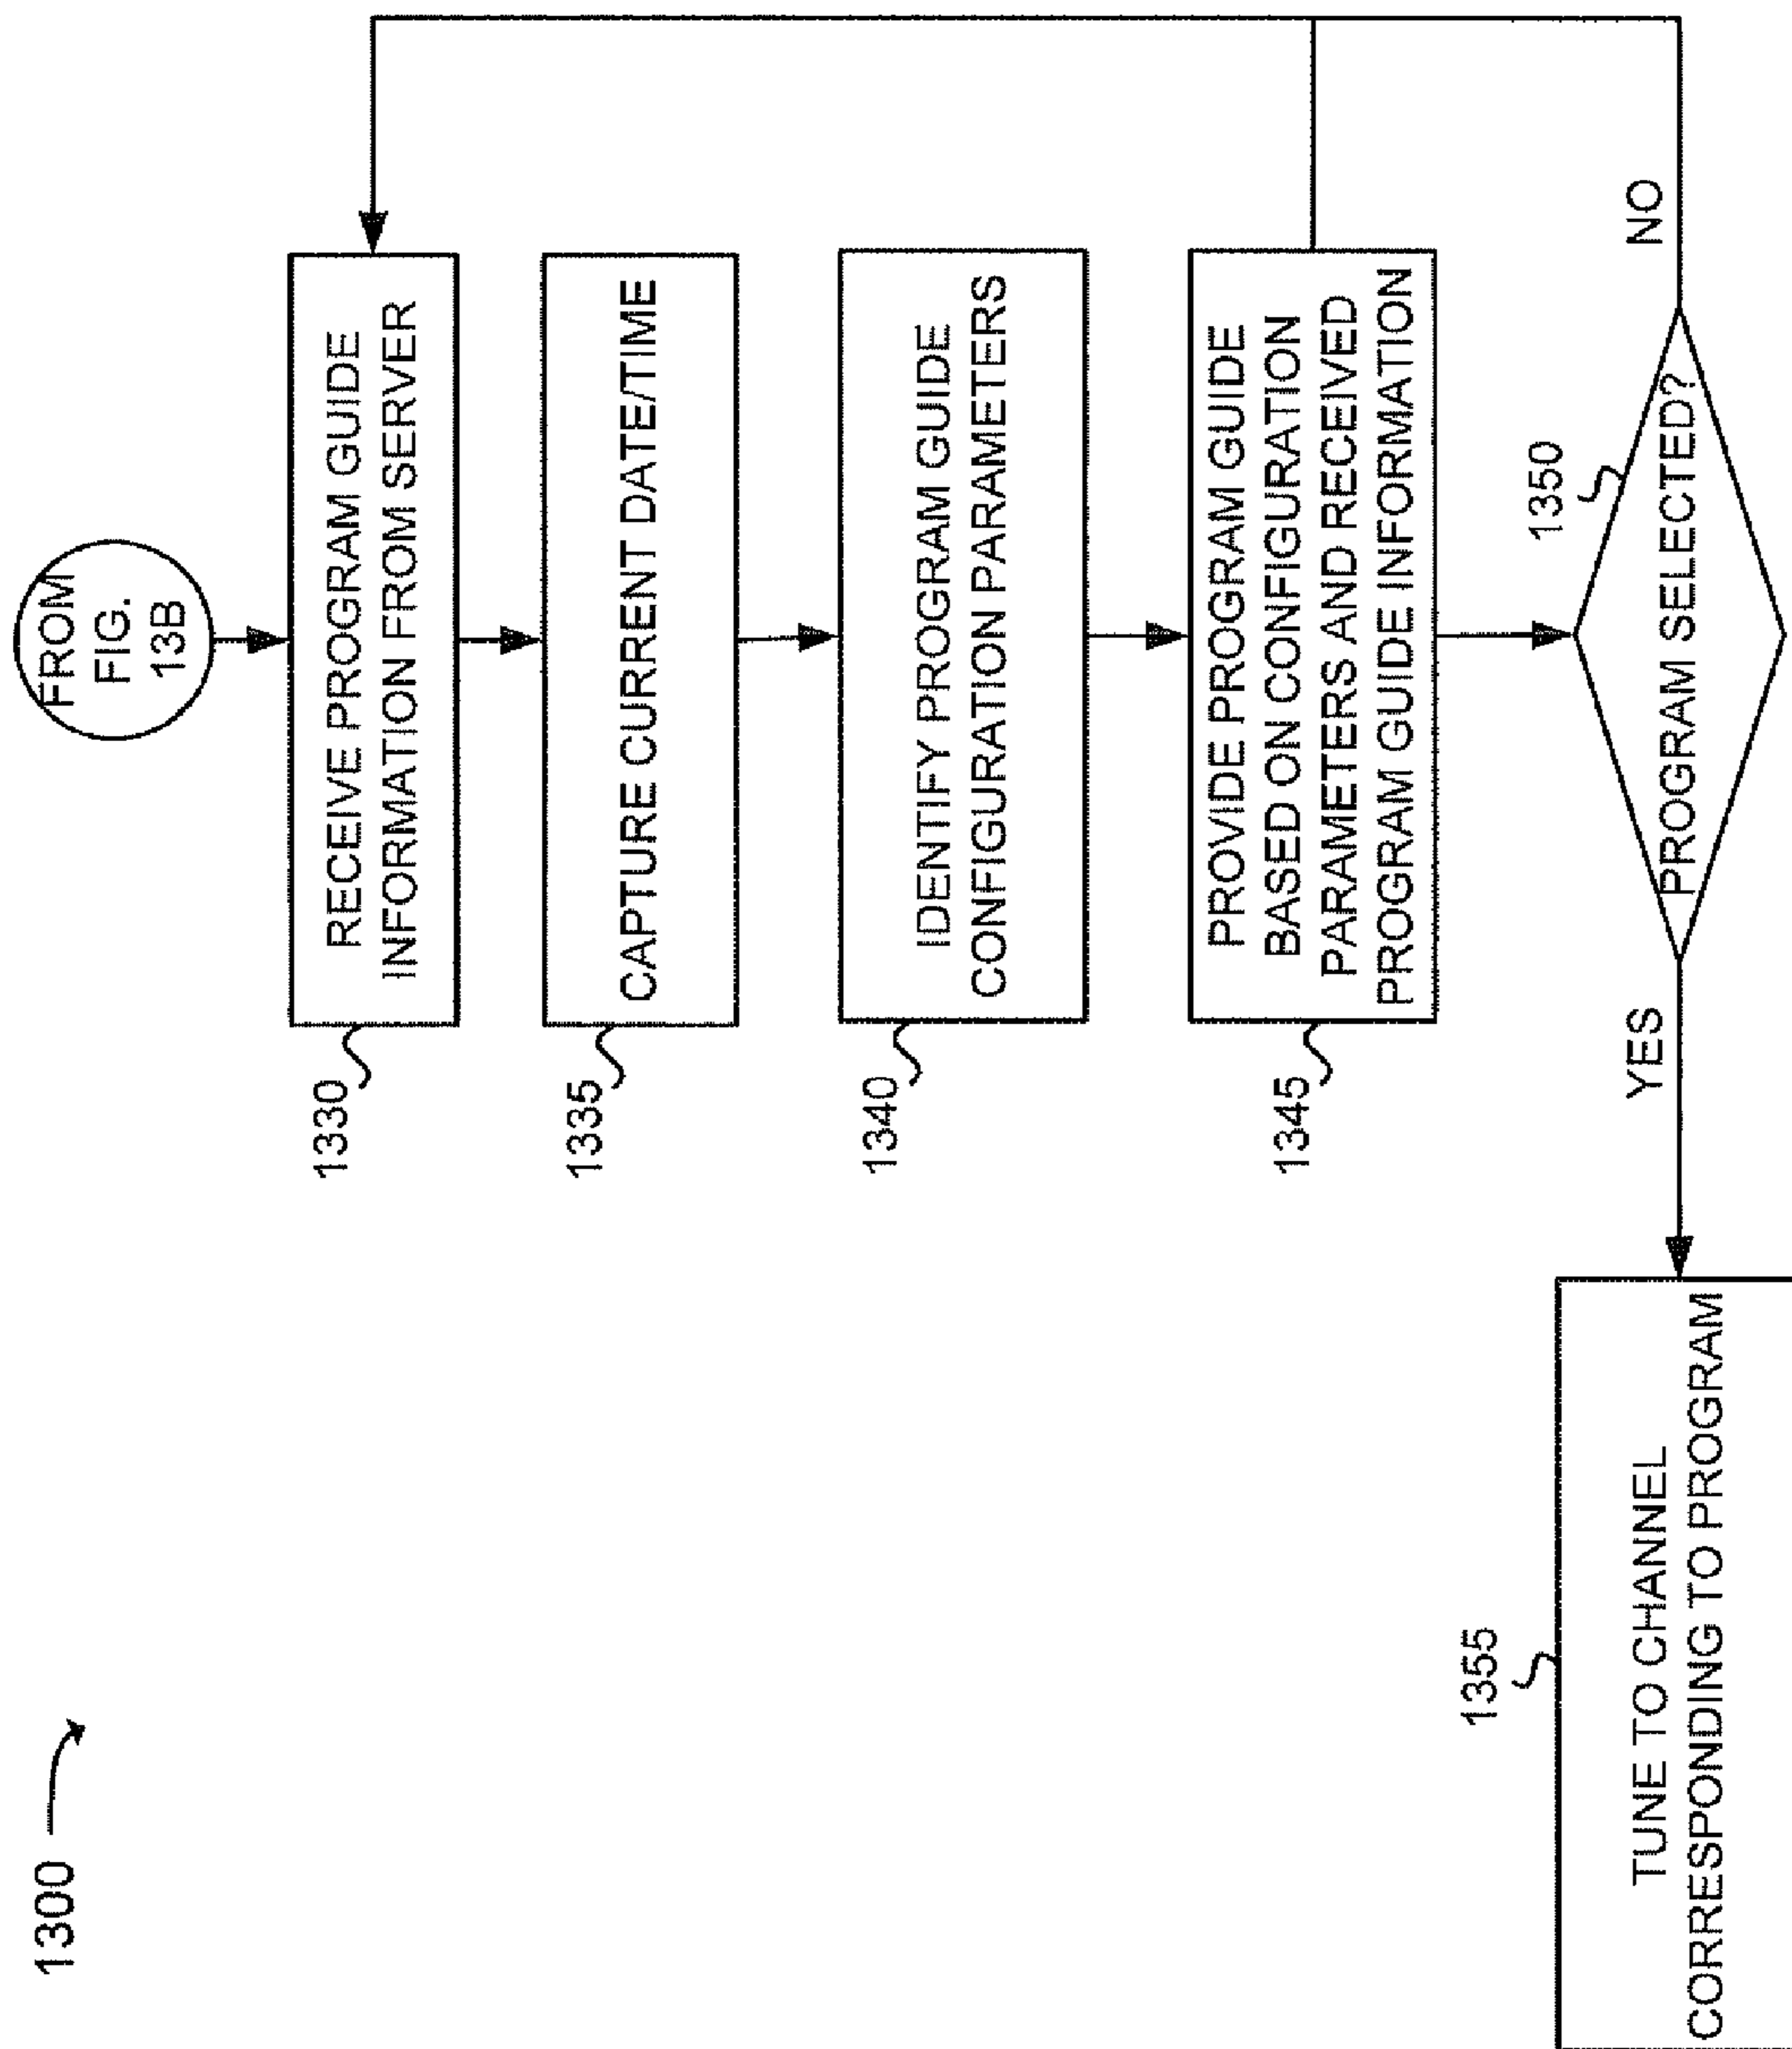 1300
FROM
FIG.
13B
1330
RECEIVE PROGRAM GUIDE
INFORMATION FROM SERVER
1335
CAPTURE CURRENT DATE/TIME
1340
IDENTIFY PROGRAM GUIDE
CONFIGURATION PARAMETERS
1345
PROVIDE PROGRAM GUIDE
BASED ON CONFIGURATION
PARAMETERS AND RECEIVED
PROGRAM GUIDE INFORMATION
1350
PROGRAM SELECTED?
YES
NO
1355
TUNE TO CHANNEL
CORRESPONDING TO PROGRAM